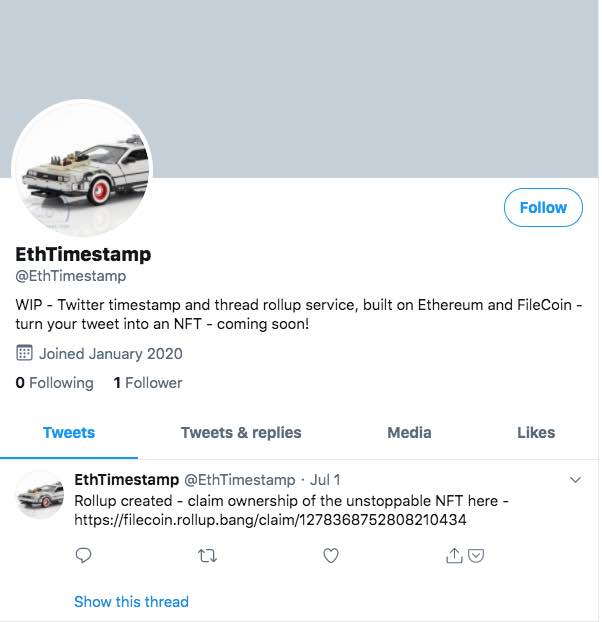 Follow
EthTimestamp
@EthTimestamp
WIP - Twitter timestamp and thread rollup service, built on Ethereum and FileCoin -
turn your tweet into an NFT - coming soon!
Joined January 2020
0 Following 1 Follower
Tweets Tweets & replies Media Likes
EthTimestamp @EthTimestamp · Jul 1
Rollup created - claim ownership of the unstoppable NFT here -
https://filecoin.rollup.bang/claim/1278368752808210434
Show this thread